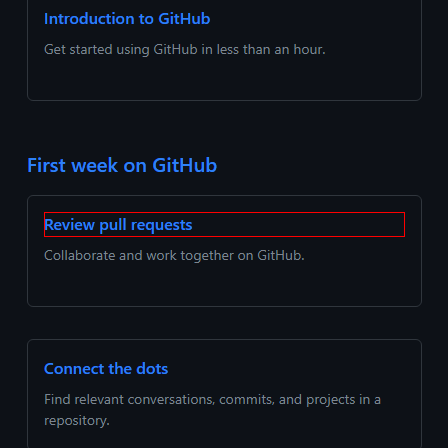 Introduction to GitHub
Get started using GitHub in less than an hour.
First week on GitHub
Review pull requests
Collaborate and work together on GitHub.
Connect the dots
Find relevant conversations, commits, and projects in a
repository.